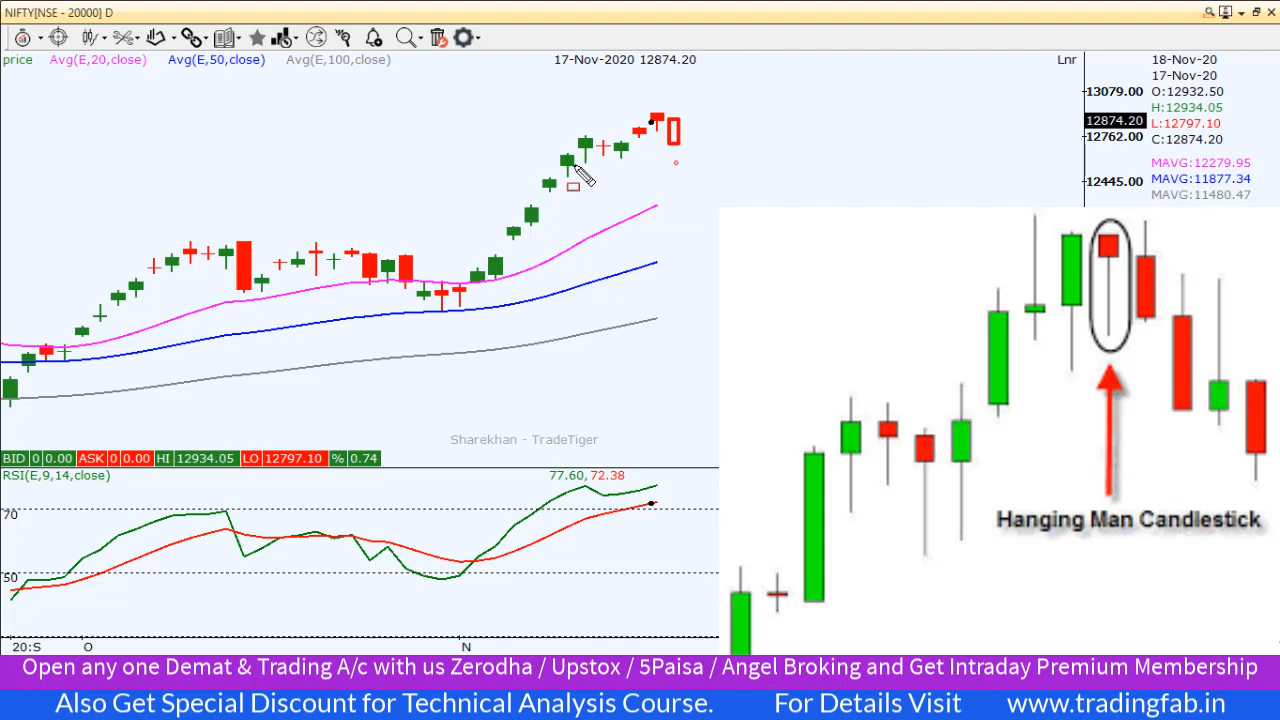 NIFTY[NSE - 20000] D
price Avg(E,20,close) Avg(E,50,close) Avg(E,100,close) 17-Nov-2020 12874.20 Lnr 18-Nov-20
17-Nov-20
13079.00 O:12932.50
H:12934.05
12874.20 L:12797.10
12762.00 C:12874.20
MAVG:12279.95
12445.00 MAVG:11877.34
MAVG:11480.47
Sharekhan - TradeTiger
BID 0 0.00 ASK 0 0.00 HI 12934.05 LO 12797.10 % 0.74
RSI(E,9,14,close) 77.60, 72.38
70
50
20:S O N
Hanging Man Candlestick
Open any one Demat & Trading A/c with us Zerodha / Upstox / 5Paisa / Angel Broking and Get Intraday Premium Membership
Also Get Special Discount for Technical Analysis Course. For Details Visit www.tradingfab.in